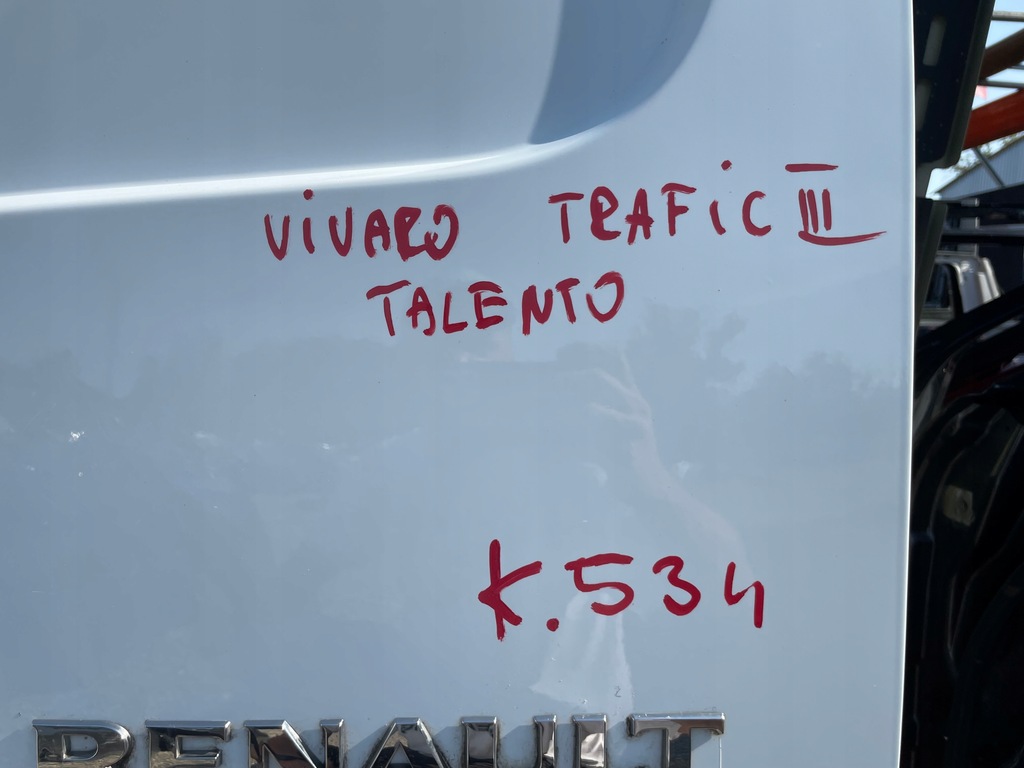 ViVARO TRAFiC III
TALENTO
K.534
RENAULT